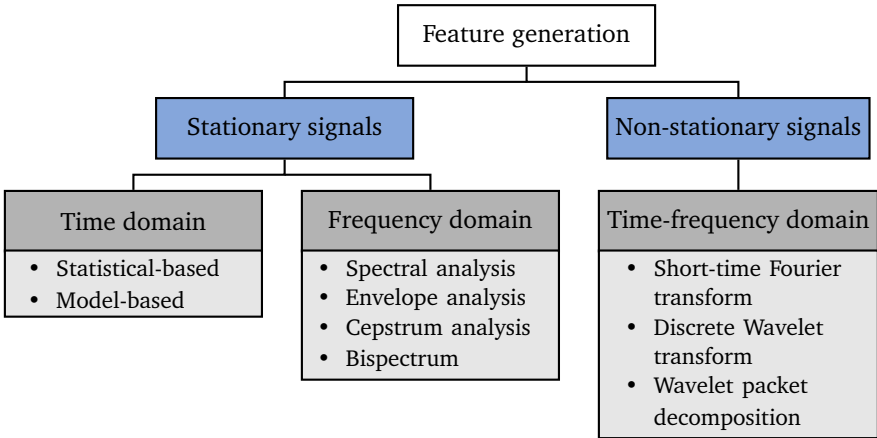 Feature generation
Stationary signals
Non-stationary signals
Time domain
• Statistical-based
• Model-based
Frequency domain
• Spectral analysis
• Envelope analysis
• Cepstrum analysis
• Bispectrum
Time-frequency domain
• Short-time Fourier
transform
• Discrete Wavelet
transform
• Wavelet packet
decomposition